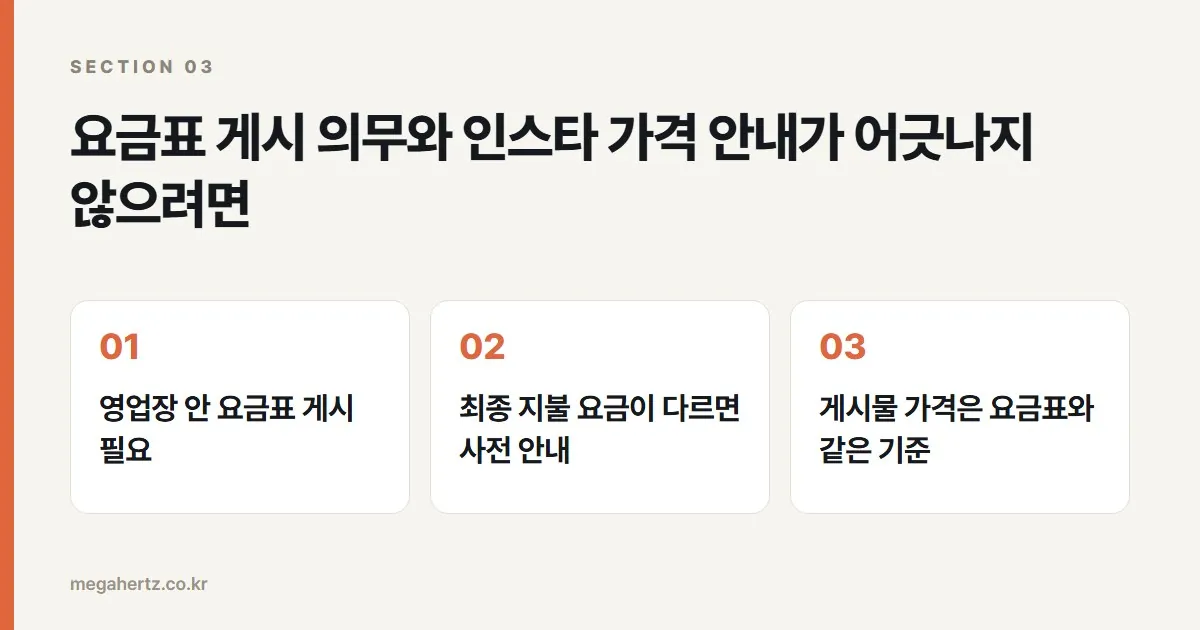 SECTION 03
요금표 게시 의무와 인스타 가격 안내가 어긋나지
않으려면
01
영업장 안 요금표 게시
필요
02
최종 지불 요금이 다르면
사전 안내
03
게시물 가격은 요금표와
같은 기준
megahertz.co.kr